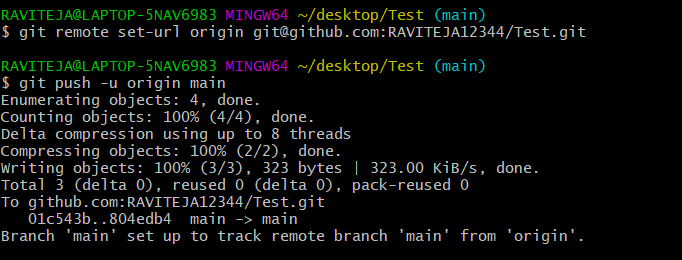 RAVITEJA@LAPTOP-5NAV6983 MINGW64 ~/desktop/Test (main)
$ git remote set-url origin git@github.com:RAVITEJA12344/Test.git
RAVITEJA@LAPTOP-5NAV6983 MINGW64 ~/desktop/Test (main)
$ git push -u origin main
Enumerating objects: 4, done.
Counting objects: 100% (4/4), done.
Delta compression using up to 8 threads
Compressing objects: 100% (2/2), done.
Writing objects: 100% (3/3), 323 bytes | 323.00 KiB/s, done.
Total 3 (delta 0), reused 0 (delta 0), pack-reused 0
To github.com:RAVITEJA12344/Test.git
   01c543b..804edb4  main -> main
Branch 'main' set up to track remote branch 'main' from 'origin'.